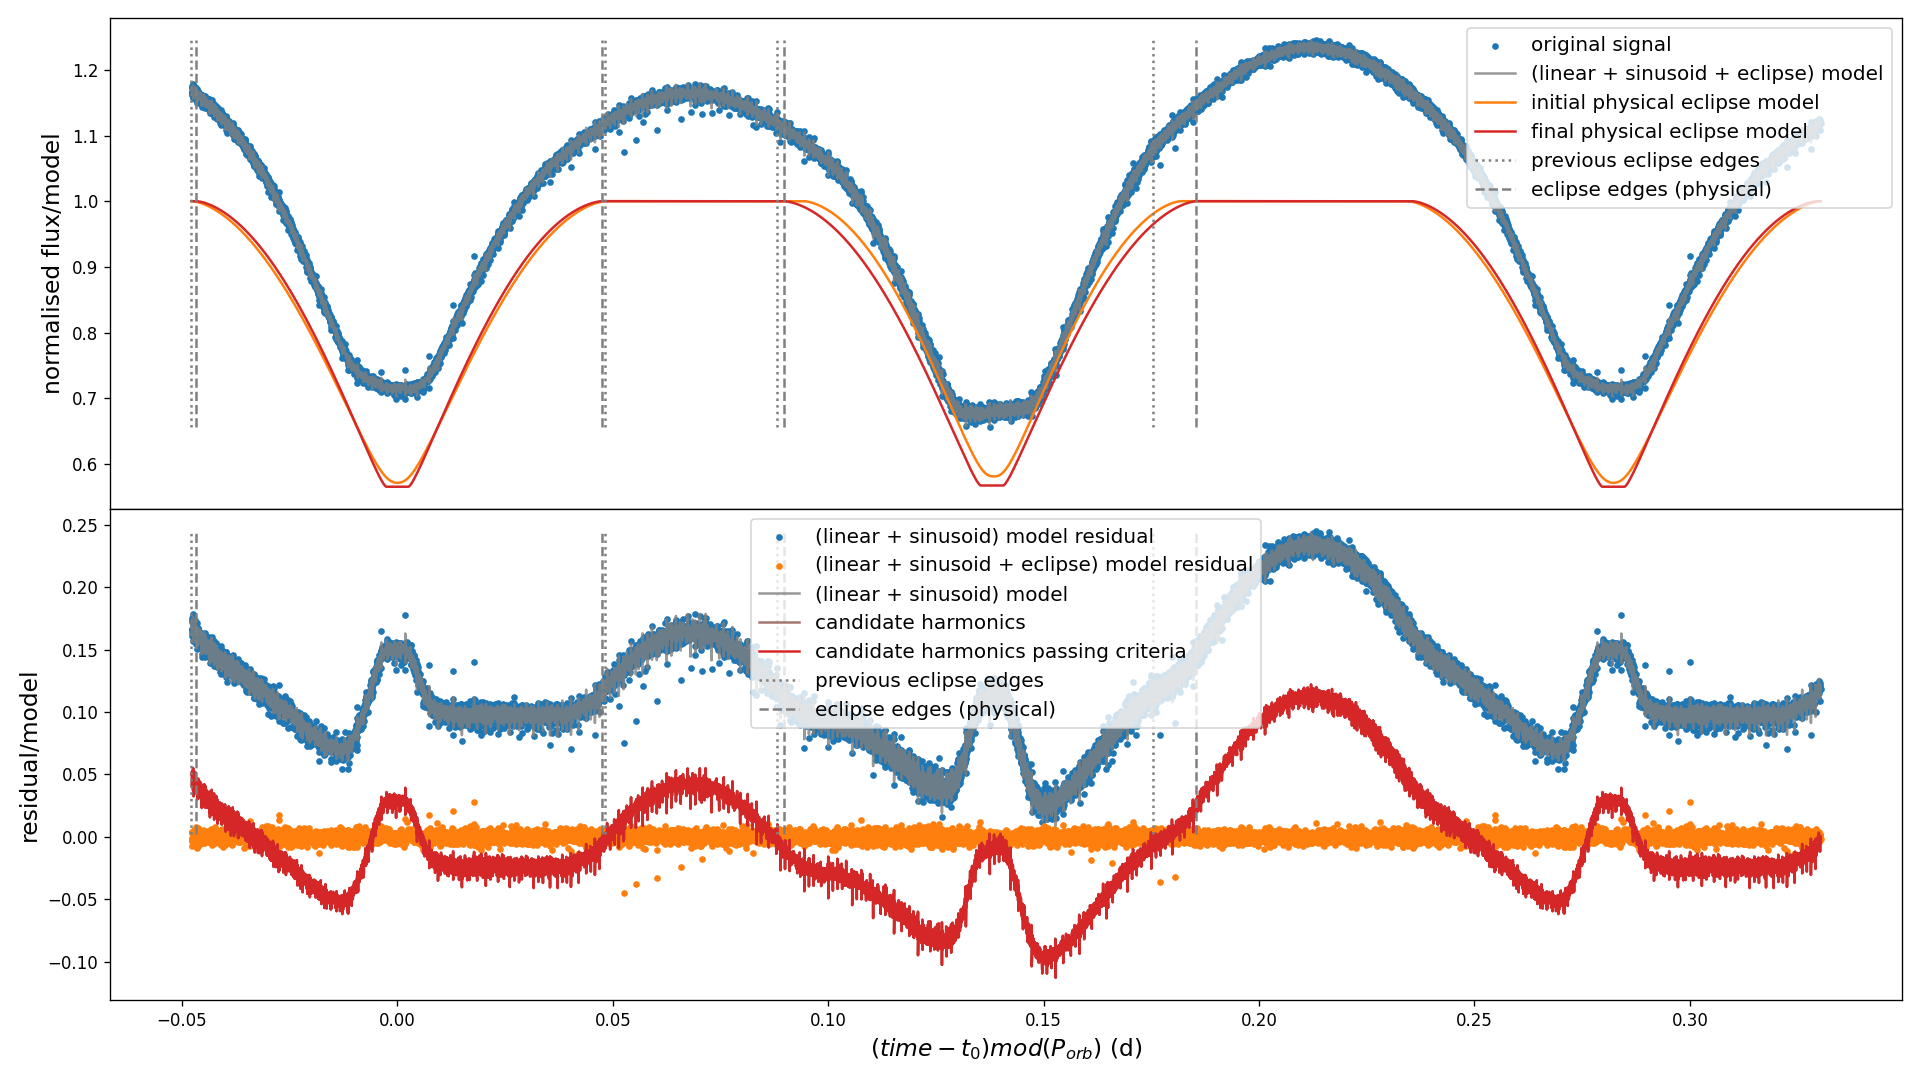 normalised flux/model
1.2
1.1
1.0
0.9
0.8
0.7
0.6
original signal
(linear + sinusoid + eclipse) model
initial physical eclipse model
final physical eclipse model
previous eclipse edges
eclipse edges (physical)
residual/model
0.25
0.20
0.15
0.10
0.05
0.00
−0.05
−0.10
(linear + sinusoid) model residual
(linear + sinusoid + eclipse) model residual
(linear + sinusoid) model
candidate harmonics
candidate harmonics passing criteria
previous eclipse edges
eclipse edges (physical)
−0.05 0.00 0.05 0.10 0.15 0.20 0.25 0.30
(time − t₀)mod(Pₒᵣb) (d)